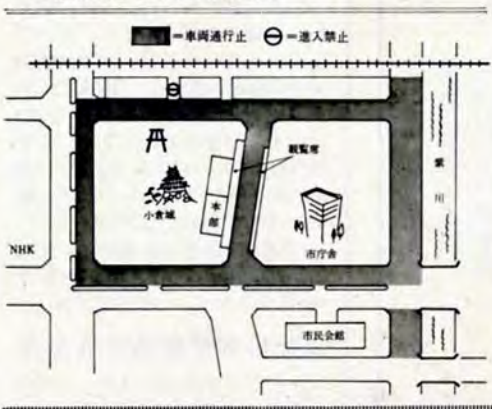 ＝車両通行止 ＝進入禁止
観覧席
本部
小倉城
紫川
NHK
市庁舎
市民会館